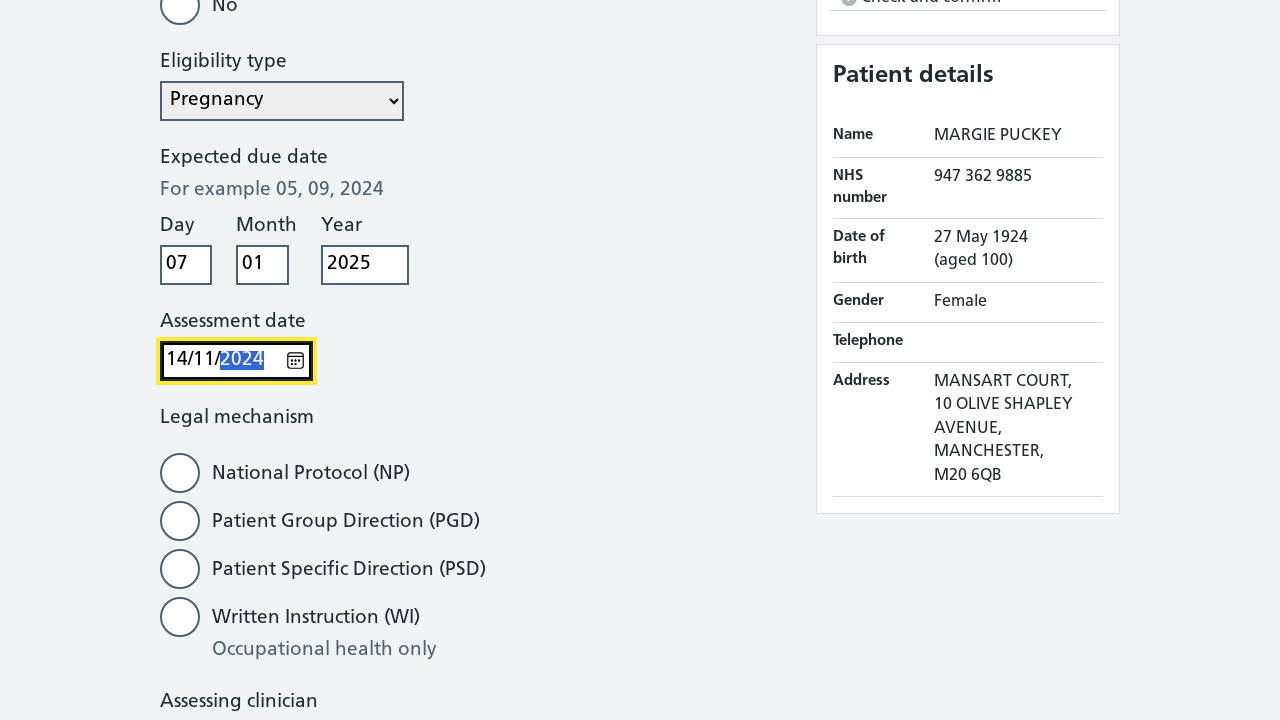 No
Eligibility type
Pregnancy
Expected due date
For example 05, 09, 2024
Day Month Year
07 01 2025
Assessment date
14/11/2024
Legal mechanism
National Protocol (NP)
Patient Group Direction (PGD)
Patient Specific Direction (PSD)
Written Instruction (WI)
Occupational health only
Assessing clinician
Check and confirm
Patient details
Name MARGIE PUCKEY
NHS number 947 362 9885
Date of birth 27 May 1924
(aged 100)
Gender Female
Telephone
Address MANSART COURT,
10 OLIVE SHAPLEY
AVENUE,
MANCHESTER,
M20 6QB